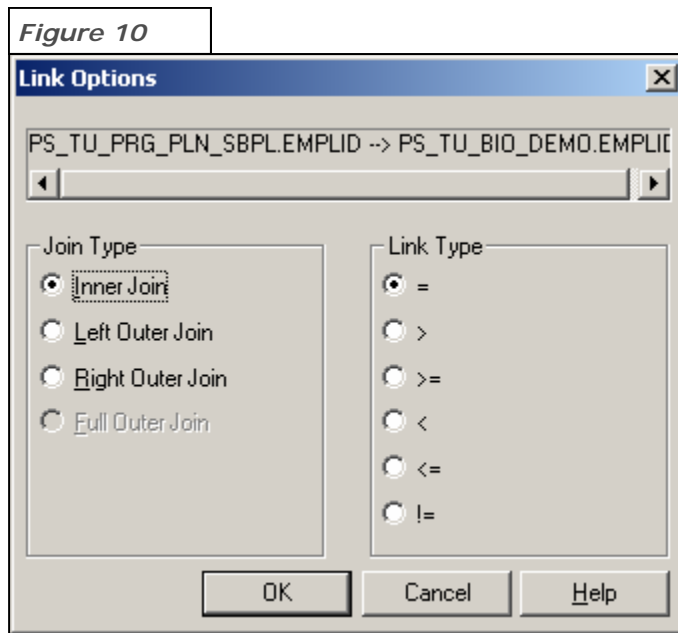 Figure 10
Link Options
PS_TU_PRG_PLN_SBPL.EMPLID --> PS_TU_BIO_DEMO.EMPLID
Join Type
Inner Join
Left Outer Join
Right Outer Join
Full Outer Join
Link Type
=
>
>=
<
<=
!=
OK Cancel Help